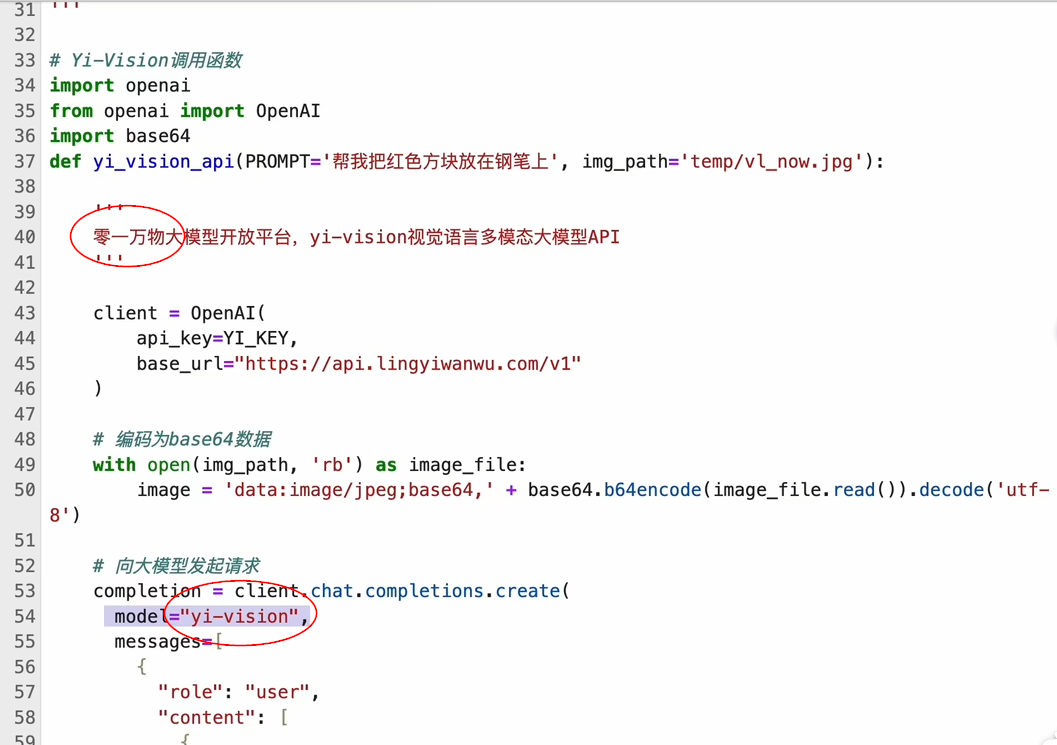 31 '''
32
33 # Yi-Vision调用函数
34 import openai
35 from openai import OpenAI
36 import base64
37 def yi_vision_api(PROMPT='帮我把红色方块放在钢笔上', img_path='temp/vl_now.jpg'):
38
39 '''
40 零一万物大模型开放平台，yi-vision视觉语言多模态大模型API
41 '''
42
43 client = OpenAI(
44 api_key=YI_KEY,
45 base_url="https://api.lingyiwanwu.com/v1"
46 )
47
48 # 编码为base64数据
49 with open(img_path, 'rb') as image_file:
50 image = 'data:image/jpeg;base64,' + base64.b64encode(image_file.read()).decode('utf-
8')
51
52 # 向大模型发起请求
53 completion = client.chat.completions.create(
54 model="yi-vision",
55 messages=[
56 {
57 "role": "user",
58 "content": [
59 {